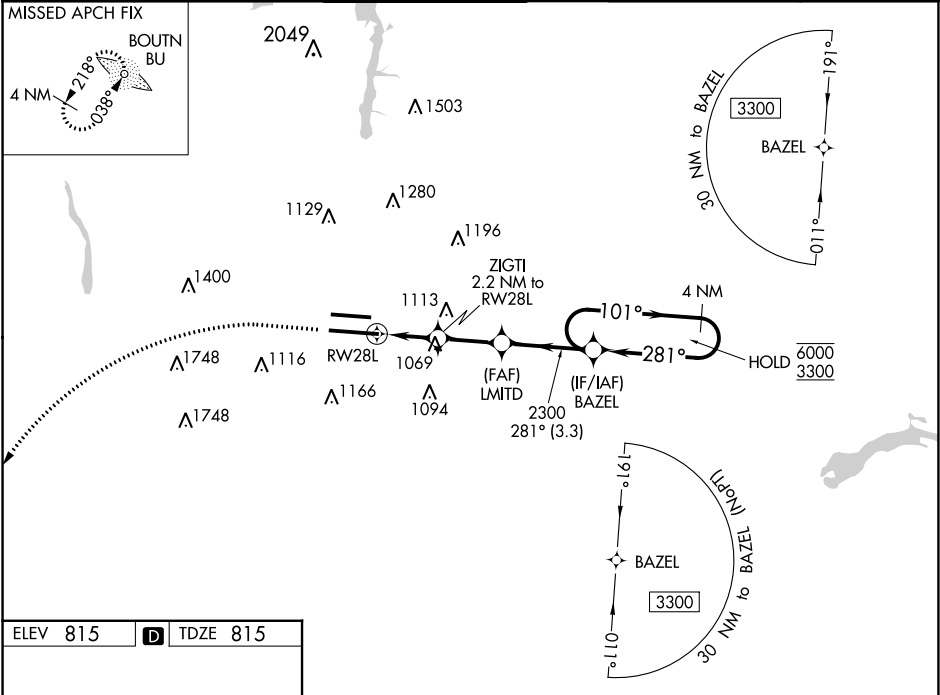 MISSED APCH FIX
BOUTN
BU
218°
038°
4 NM
2049
1503
1280
1129
1196
1400
1113
1748
1116
1069
1748
1166
1094
ZIGTI
2.2 NM to
RW28L
RW28L
(FAF)
LMITD
(IF/IAF)
BAZEL
2300
281° (3.3)
101°
281°
4 NM
HOLD
6000
3300
30 NM to BAZEL
3300
191°
BAZEL
011°
191°
BAZEL
3300
011°
30 NM to BAZEL (NoPT)
ELEV 815
D
TDZE 815